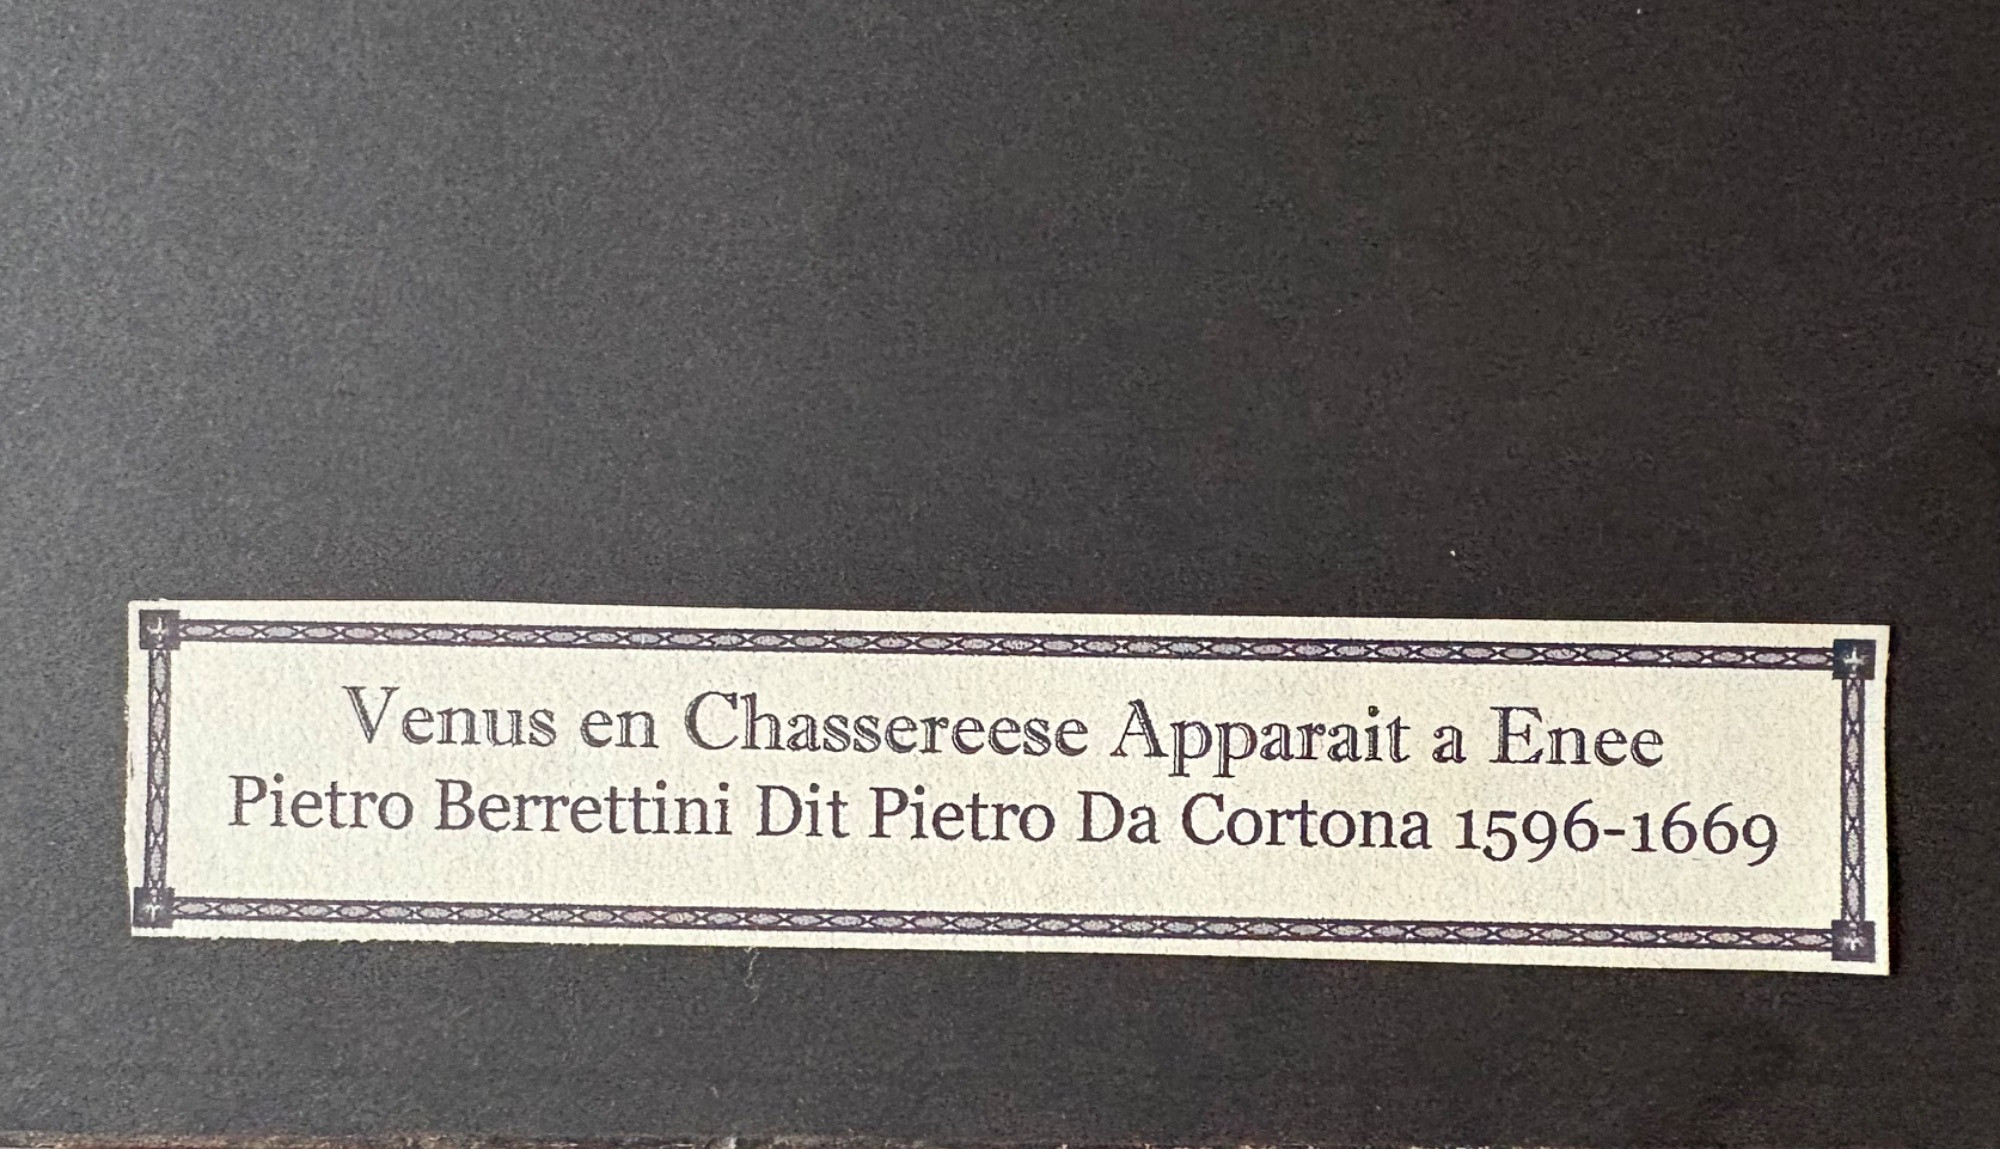 Venus en Chassereese Apparait a Enee
Pietro Berrettini Dit Pietro Da Cortona 1596-1669